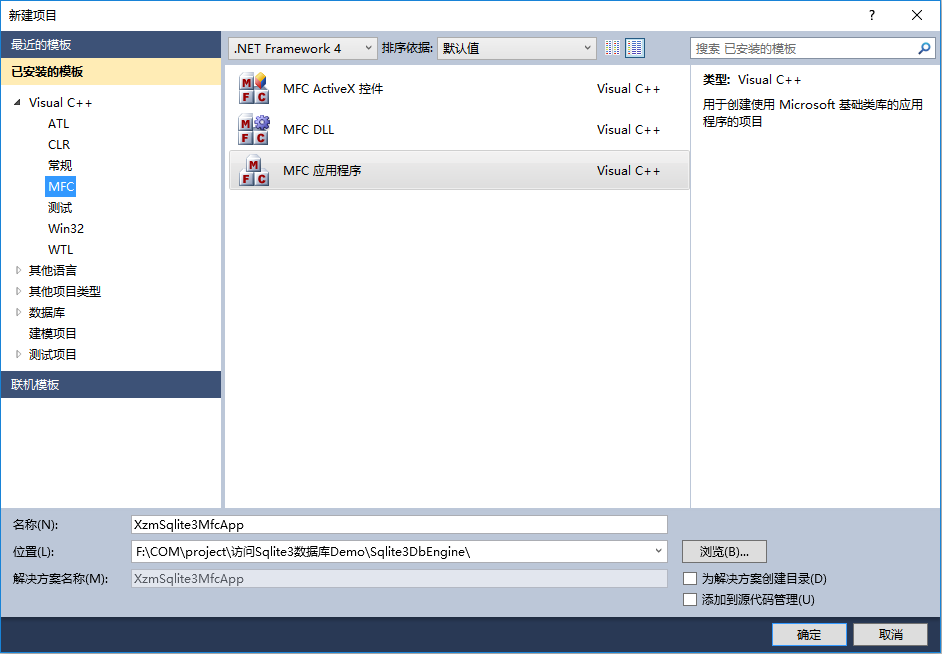 新建项目
?
最近的模板
已安装的模板
Visual C++
ATL
CLR
常规
MFC
测试
Win32
WTL
其他语言
其他项目类型
数据库
建模项目
测试项目
联机模板
.NET Framework 4
排序依据:
默认值
搜索 已安装的模板
MFC ActiveX 控件
Visual C++
MFC DLL
Visual C++
MFC 应用程序
Visual C++
类型: Visual C++
用于创建使用 Microsoft 基础类库的应用
程序的项目
名称(N):
XzmSqlite3MfcApp
位置(L):
F:\COM\project\访问Sqlite3数据库Demo\Sqlite3DbEngine\
浏览(B)...
解决方案名称(M):
XzmSqlite3MfcApp
为解决方案创建目录(D)
添加到源代码管理(U)
确定
取消